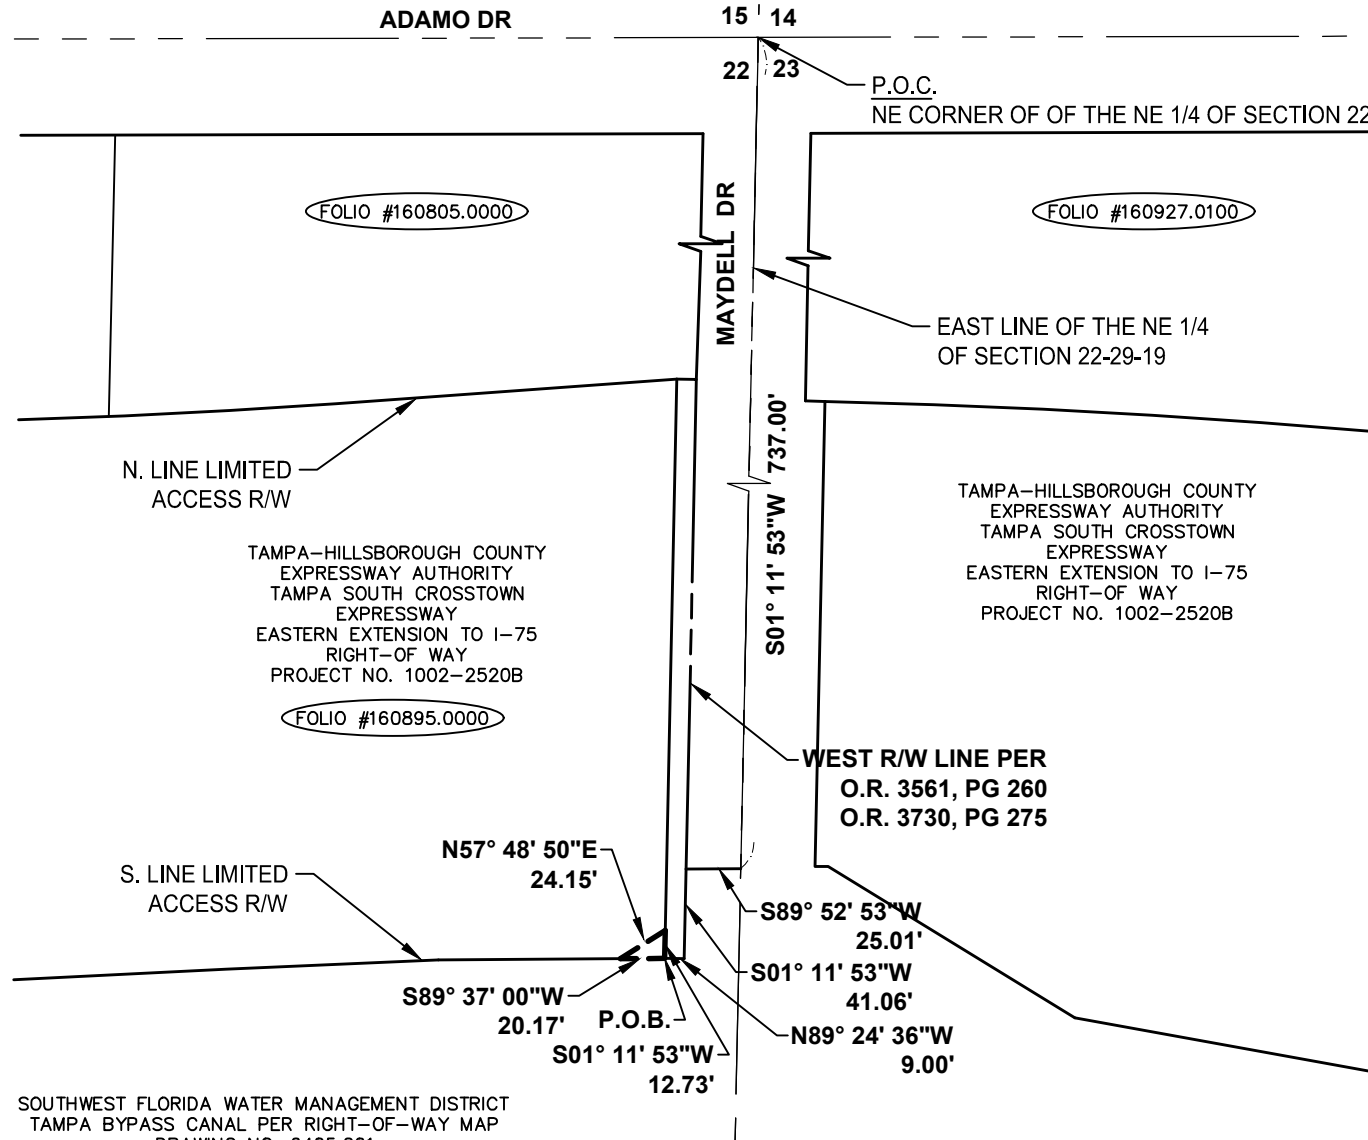 ADAMO DR
15 14
22 23
P.O.C.
NE CORNER OF OF THE NE 1/4 OF SECTION 22
FOLIO #160805.0000
FOLIO #160927.0100
MAYDELL DR
EAST LINE OF THE NE 1/4
OF SECTION 22-29-19
S01° 11' 53"W 737.00'
N. LINE LIMITED
ACCESS R/W
TAMPA-HILLSBOROUGH COUNTY
EXPRESSWAY AUTHORITY
TAMPA SOUTH CROSSTOWN
EXPRESSWAY
EASTERN EXTENSION TO I-75
RIGHT-OF WAY
PROJECT NO. 1002-2520B
FOLIO #160895.0000
TAMPA-HILLSBOROUGH COUNTY
EXPRESSWAY AUTHORITY
TAMPA SOUTH CROSSTOWN
EXPRESSWAY
EASTERN EXTENSION TO I-75
RIGHT-OF WAY
PROJECT NO. 1002-2520B
WEST R/W LINE PER
O.R. 3561, PG 260
O.R. 3730, PG 275
N57° 48' 50"E
24.15'
S. LINE LIMITED
ACCESS R/W
S89° 52' 53"W
25.01'
S01° 11' 53"W
41.06'
S89° 37' 00"W
20.17'
P.O.B.
N89° 24' 36"W
9.00'
S01° 11' 53"W
12.73'
SOUTHWEST FLORIDA WATER MANAGEMENT DISTRICT
TAMPA BYPASS CANAL PER RIGHT-OF-WAY MAP